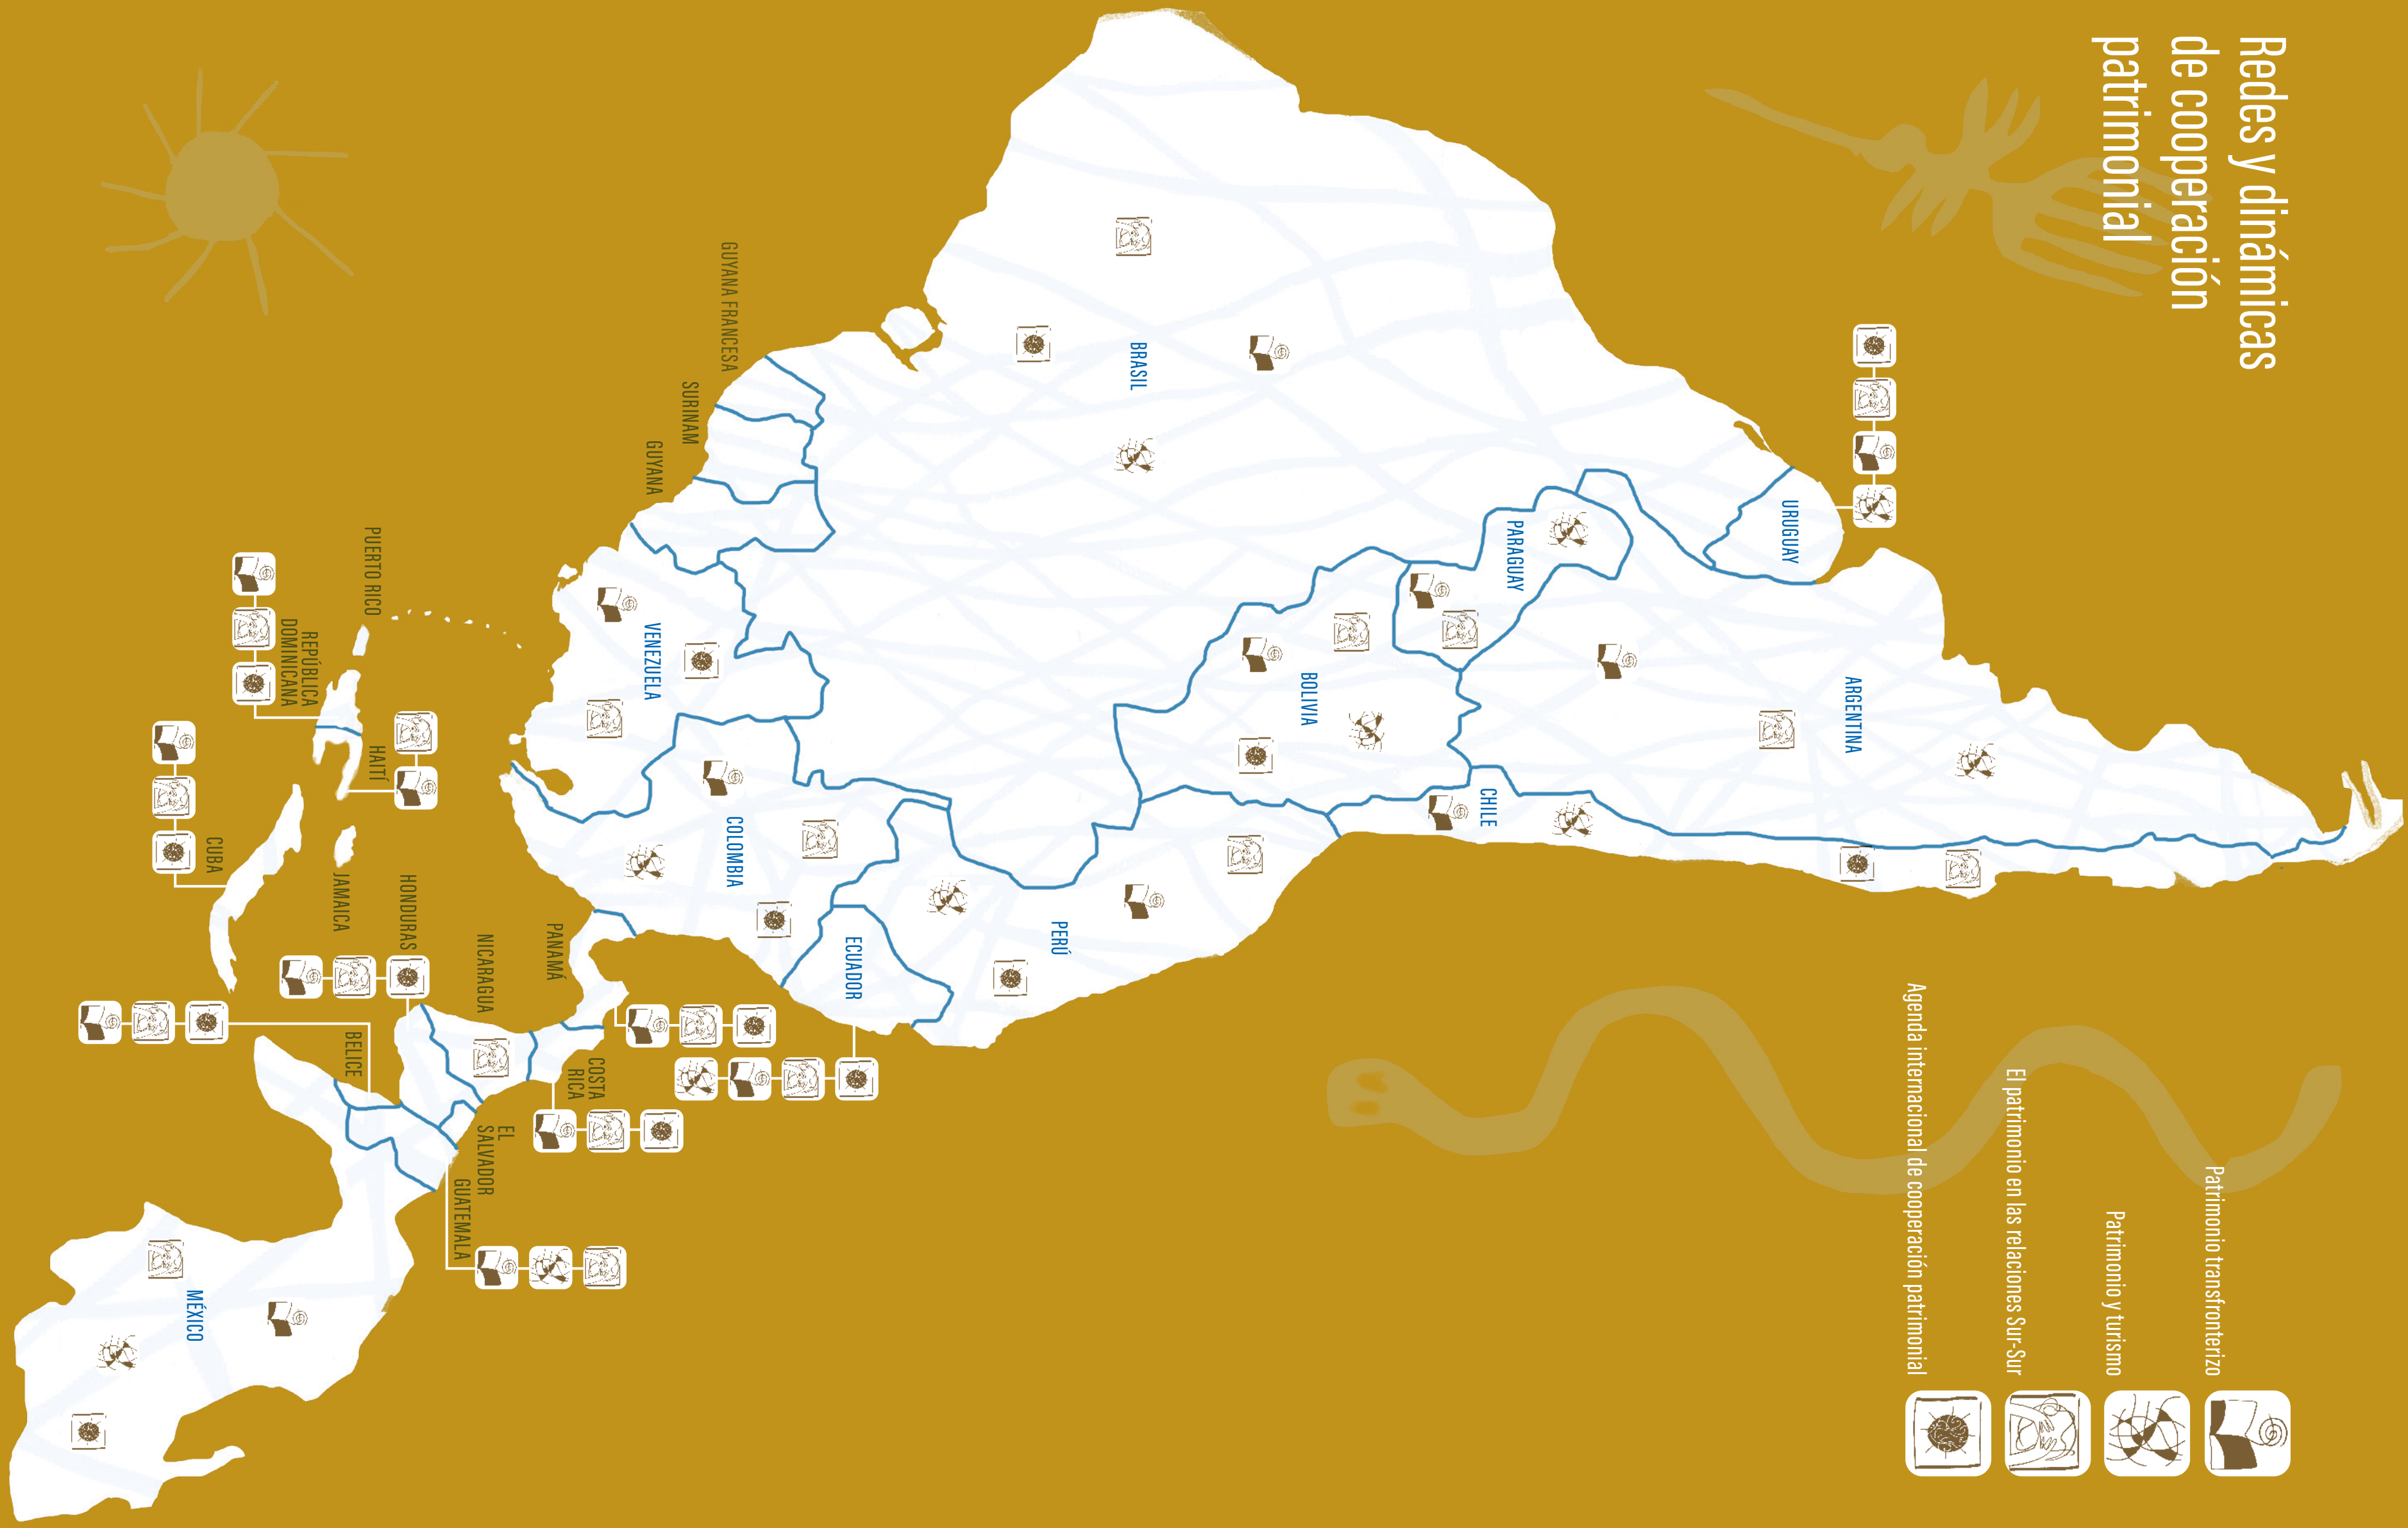 Redes y dinámicas
de cooperación
patrimonial
GUYANA FRANCESA
SURINAM
GUYANA
BRASIL
URUGUAY
PARAGUAY
ARGENTINA
BOLIVIA
CHILE
VENEZUELA
COLOMBIA
PERÚ
ECUADOR
PUERTO RICO
REPÚBLICA
DOMINICANA
HAITÍ
CUBA
JAMAICA
HONDURAS
NICARAGUA
PANAMÁ
BELICE
COSTA
RICA
EL
SALVADOR
GUATEMALA
MÉXICO
Patrimonio transfronterizo
Patrimonio y turismo
El patrimonio en las relaciones Sur-Sur
Agenda internacional de cooperación patrimonial